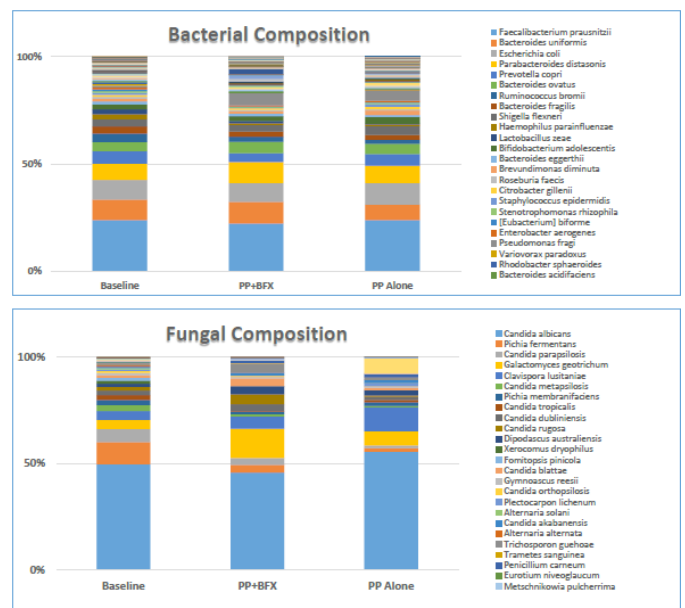 Bacterial Composition
100%
50%
0%
Baseline
PP+BFX
PP Alone
Faecalibacterium prausnitzii
Bacteroides uniformis
Escherichia coli
Parabacteroides distasonis
Prevotella copri
Bacteroides ovatus
Ruminococcus bromii
Bacteroides fragilis
Shigella flexneri
Haemophilus parainfluenzae
Lactobacillus zeae
Bifidobacterium adolescentis
Bacteroides eggerthii
Brevundimonas diminuta
Roseburia faecis
Citrobacter gillenii
Staphylococcus epidermidis
Stenotrophomonas rhizophila
[Eubacterium] biforme
Enterobacter aerogenes
Pseudomonas fragi
Variovorax paradoxus
Rhodobacter sphaeroides
Bacteroides acidifaciens
Fungal Composition
100%
50%
0%
Baseline
PP+BFX
PP Alone
Candida albicans
Pichia fermentans
Candida parapsilosis
Galactomyces geotrichum
Clavispora lusitaniae
Candida metapsilosis
Pichia membranifaciens
Candida tropicalis
Candida dubliniensis
Candida rugosa
Dipodascus australiensis
Xerocomus dryophilus
Fomitopsis pinicola
Candida blattae
Gymnoascus reesii
Candida orthopsilosis
Plectocarpon lichenum
Alternaria solani
Candida akabanensis
Alternaria alternata
Trichosporon guehoae
Trametes sanguinea
Penicillium carneum
Eurotium niveoglaucum
Metschnikowia pulcherrima